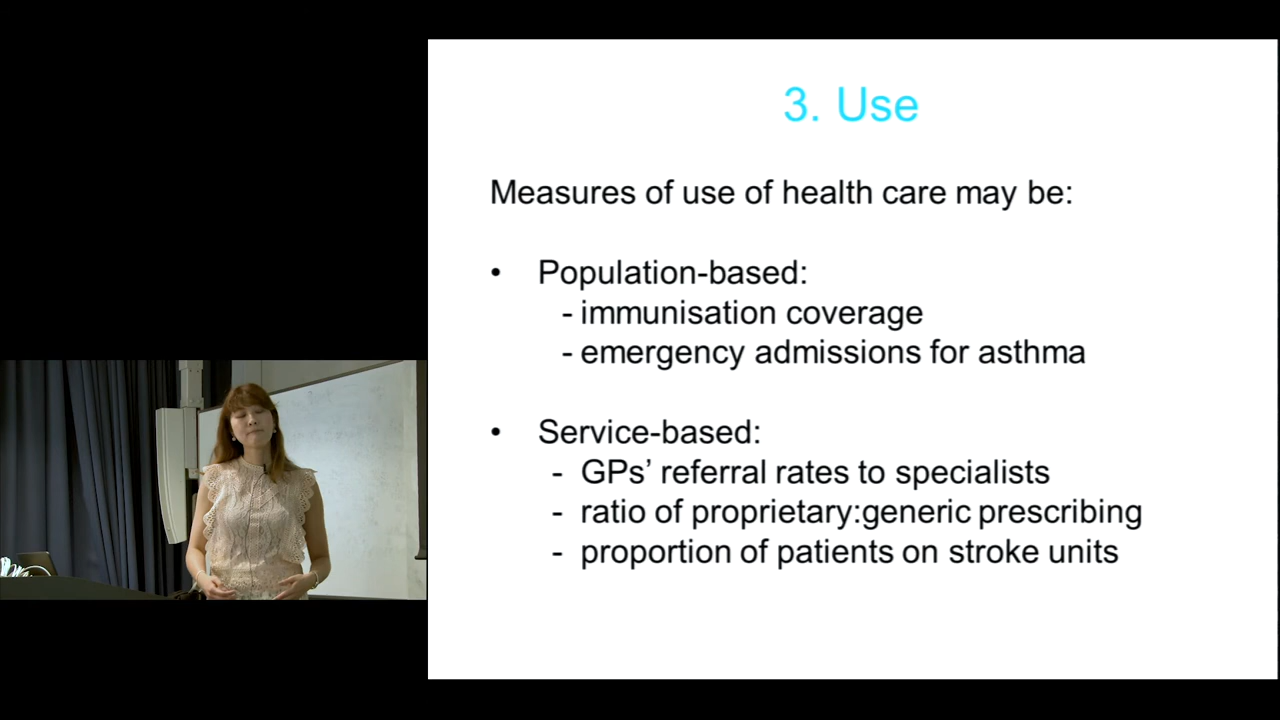 3. Use
Measures of use of health care may be:
• Population-based:
- immunisation coverage
- emergency admissions for asthma
• Service-based:
- GPs’ referral rates to specialists
- ratio of proprietary:generic prescribing
- proportion of patients on stroke units